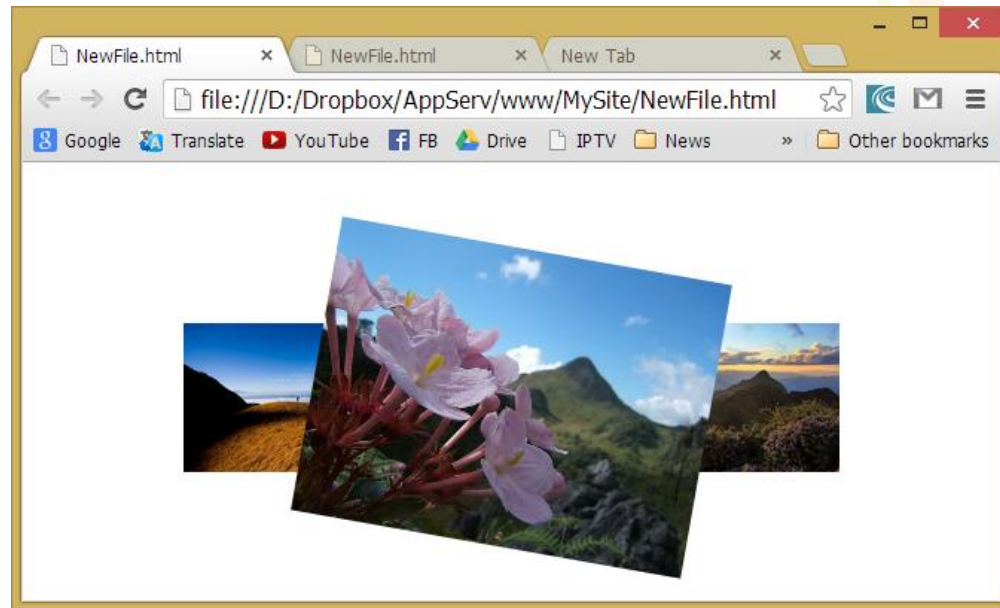 NewFile.html × NewFile.html × New Tab ×
file:///D:/Dropbox/AppServ/www/MySite/NewFile.html
Google Translate YouTube FB Drive IPTV News » Other bookmarks